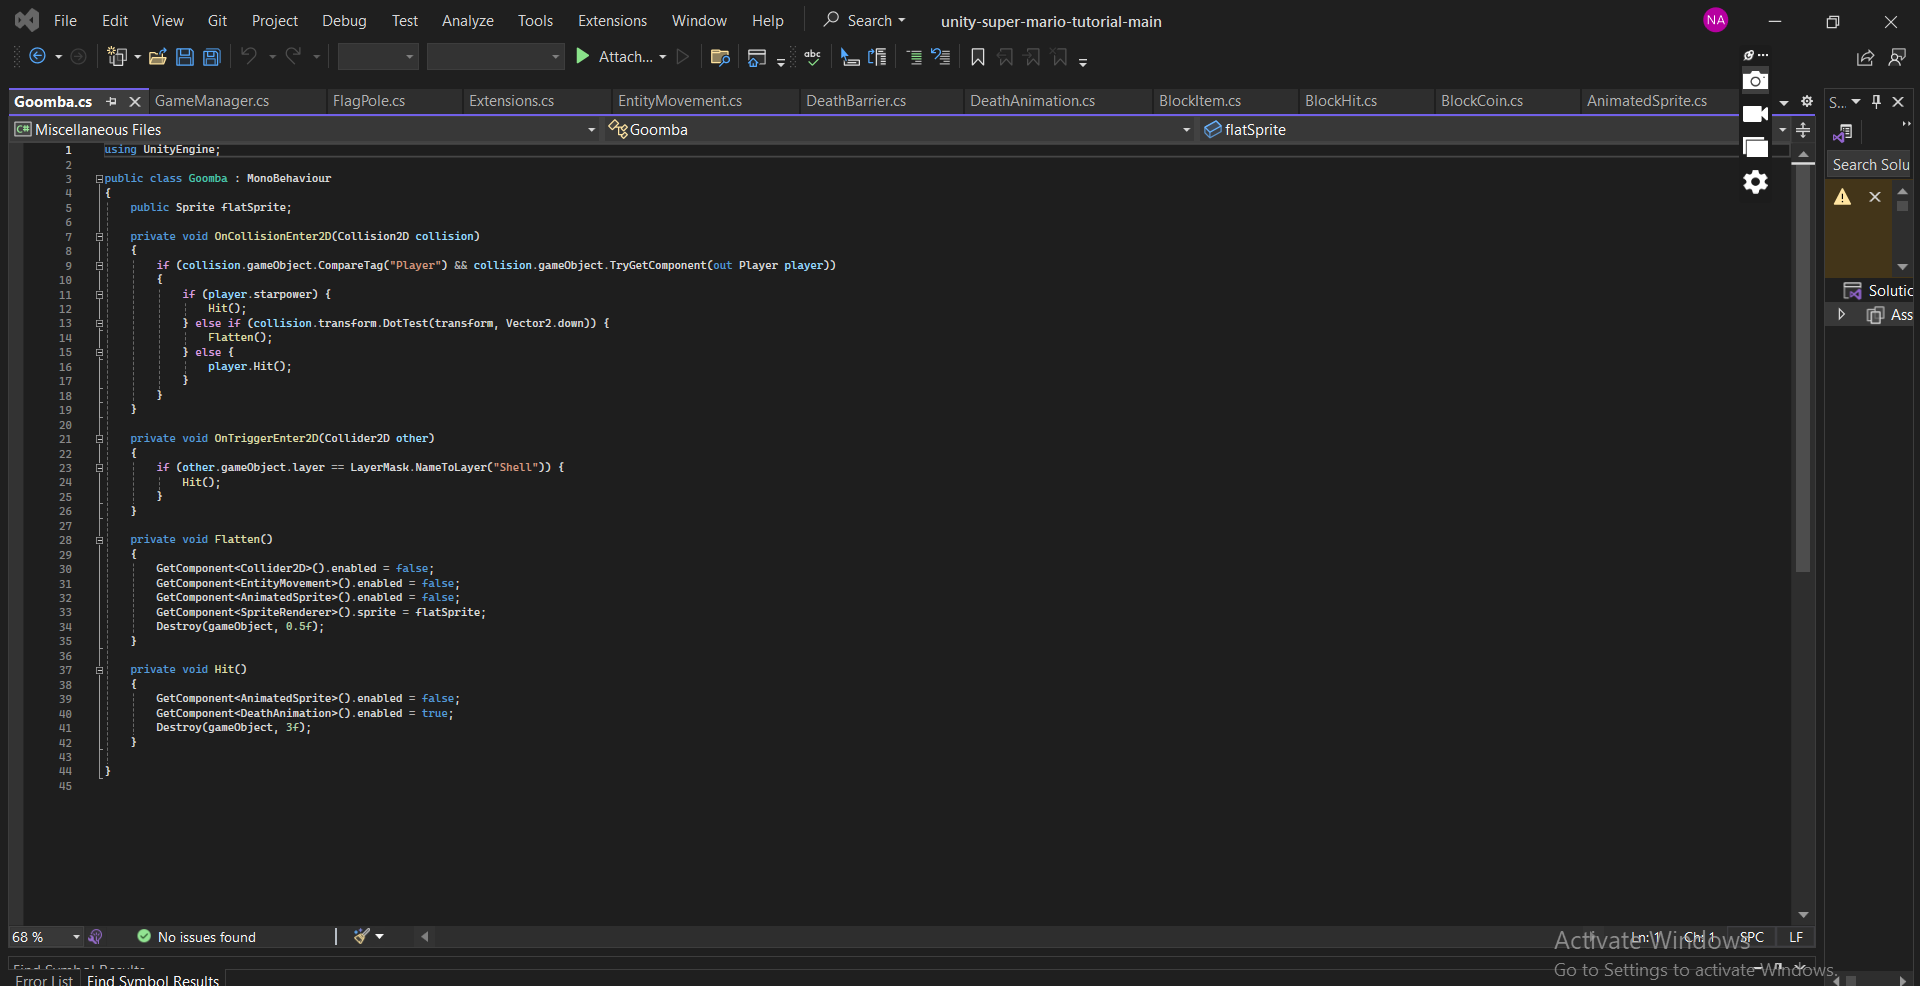 File Edit View Git Project Debug Test Analyze Tools Extensions Window Help Search unity-super-mario-tutorial-main NA
Attach... abc
Goomba.cs GameManager.cs FlagPole.cs Extensions.cs EntityMovement.cs DeathBarrier.cs DeathAnimation.cs BlockItem.cs BlockHit.cs BlockCoin.cs AnimatedSprite.cs S...
C# Miscellaneous Files Goomba flatSprite
Search Solu
Solutic
Ass
1 using UnityEngine;
2
3 public class Goomba : MonoBehaviour
4 {
5 public Sprite flatSprite;
6
7 private void OnCollisionEnter2D(Collision2D collision)
8 {
9 if (collision.gameObject.CompareTag("Player") && collision.gameObject.TryGetComponent(out Player player))
10 {
11 if (player.starpower) {
12 Hit();
13 } else if (collision.transform.DotTest(transform, Vector2.down)) {
14 Flatten();
15 } else {
16 player.Hit();
17 }
18 }
19 }
20
21 private void OnTriggerEnter2D(Collider2D other)
22 {
23 if (other.gameObject.layer == LayerMask.NameToLayer("Shell")) {
24 Hit();
25 }
26 }
27
28 private void Flatten()
29 {
30 GetComponent<Collider2D>().enabled = false;
31 GetComponent<EntityMovement>().enabled = false;
32 GetComponent<AnimatedSprite>().enabled = false;
33 GetComponent<SpriteRenderer>().sprite = flatSprite;
34 Destroy(gameObject, 0.5f);
35 }
36
37 private void Hit()
38 {
39 GetComponent<AnimatedSprite>().enabled = false;
40 GetComponent<DeathAnimation>().enabled = true;
41 Destroy(gameObject, 3f);
42 }
43
44 }
45
68 % No issues found Ln: 1 Ch: 1 SPC LF
Activate Windows
Go to Settings to activate Windows.
Find Symbol Results
Error List Find Symbol Results